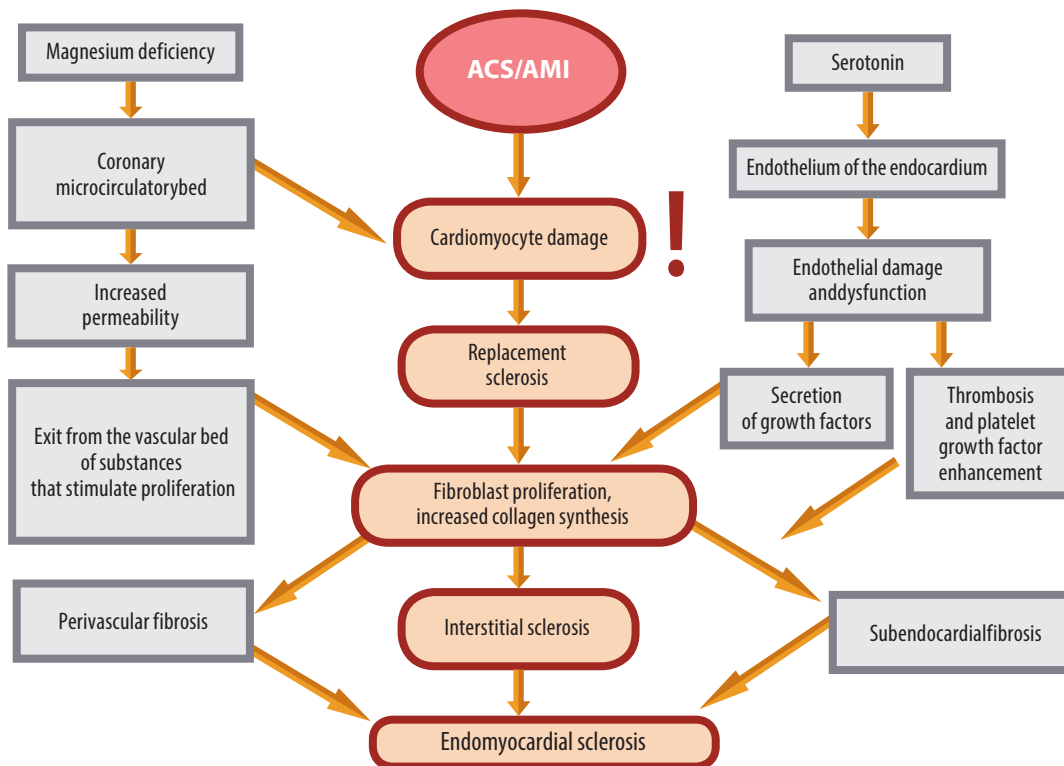 Magnesium deficiency
ACS/AMI
Serotonin
Coronary
microcirculatorybed
Endothelium of the endocardium
Cardiomyocyte damage
!
Endothelial damage
anddysfunction
Increased
permeability
Replacement
sclerosis
Secretion
of growth factors
Thrombosis
and platelet
growth factor
enhancement
Exit from the vascular bed
of substances
that stimulate proliferation
Fibroblast proliferation,
increased collagen synthesis
Perivascular fibrosis
Interstitial sclerosis
Subendocardialfibrosis
Endomyocardial sclerosis